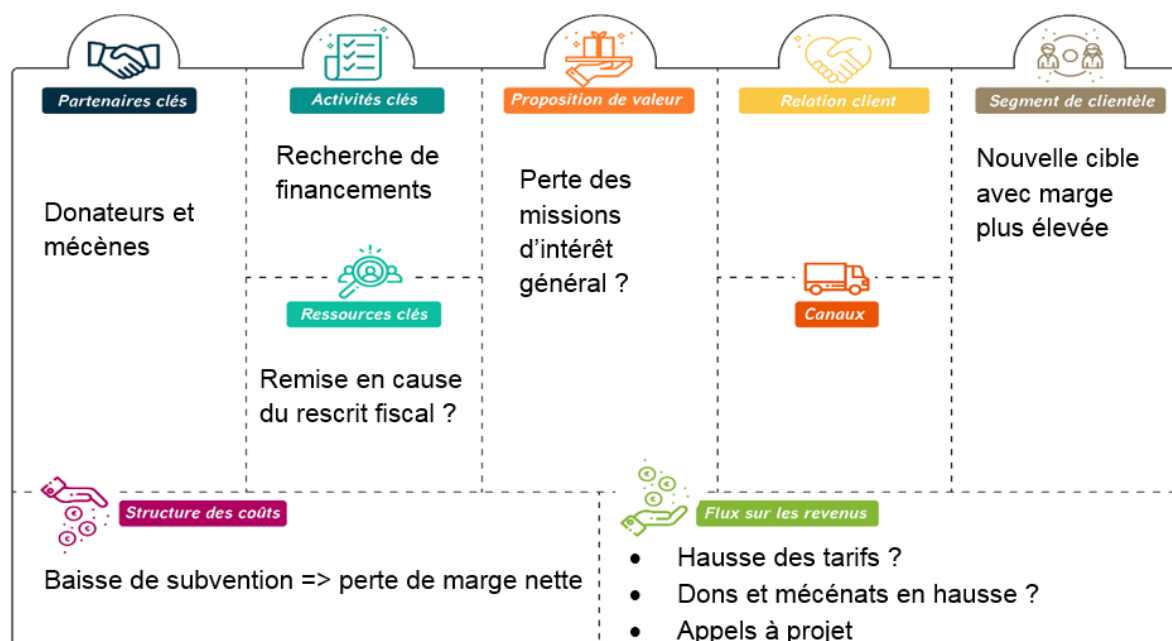 Partenaires clés
Donateurs et
mécènes
Activités clés
Recherche de
financements
Ressources clés
Remise en cause
du rescrit fiscal ?
Proposition de valeur
Perte des
missions
d'intérêt
général ?
Relation client
Canaux
Segment de clientèle
Nouvelle cible
avec marge
plus élevée
Structure des coûts
Baisse de subvention => perte de marge nette
Flux sur les revenus
• Hausse des tarifs ?
• Dons et mécénats en hausse ?
• Appels à projet